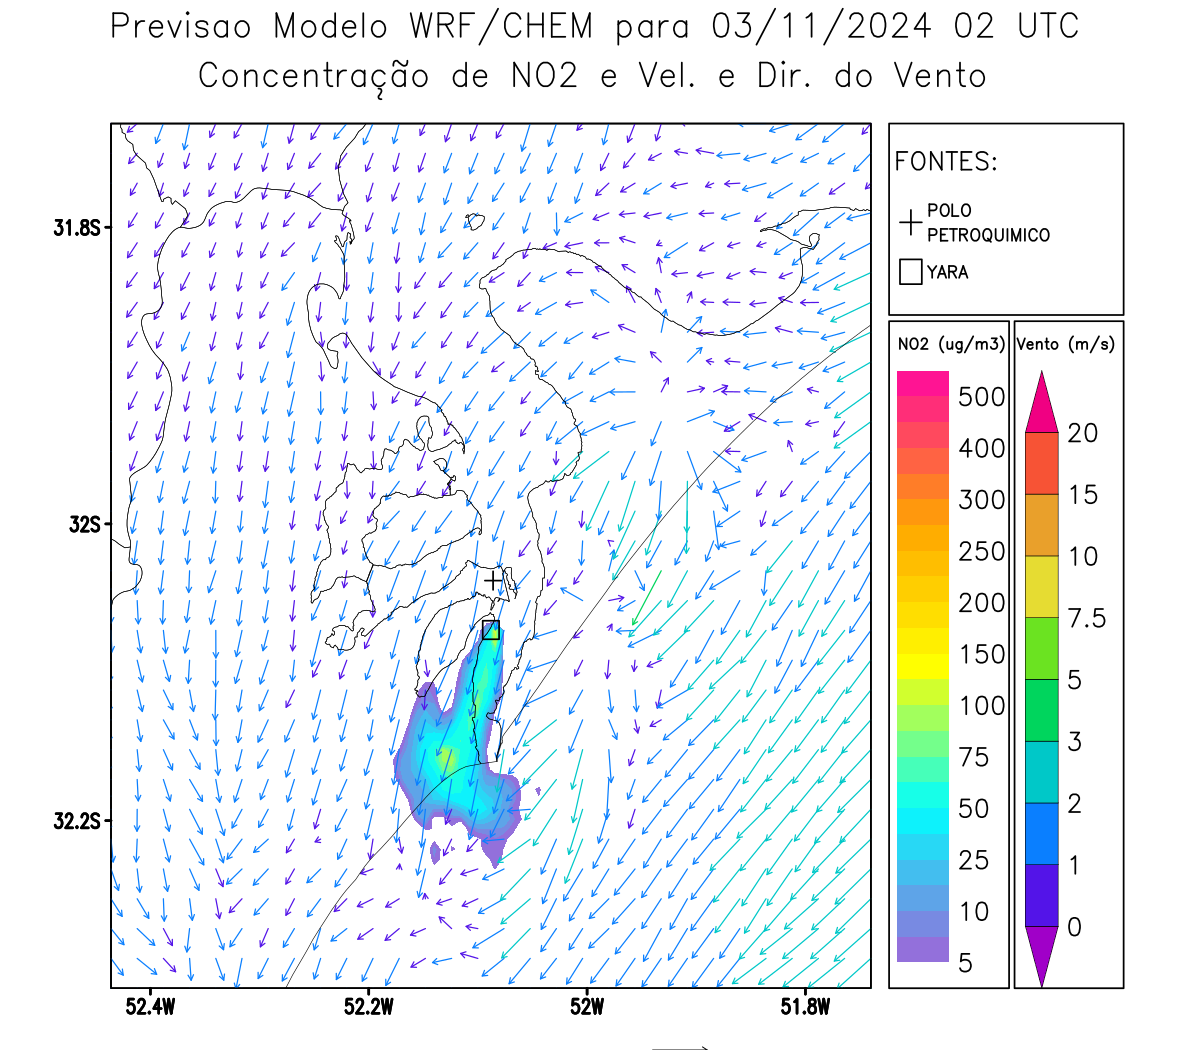 Previsao Modelo WRF/CHEM para 03/11/2024 02 UTC
Concentração de NO2 e Vel. e Dir. do Vento
FONTES:
POLO
PETROQUIMICO
YARA
NO2 (ug/m3)
500
400
300
250
200
150
100
75
50
25
10
5
Vento (m/s)
20
15
10
7.5
5
3
2
1
0
31.8S
32S
32.2S
52.4W
52.2W
52W
51.8W